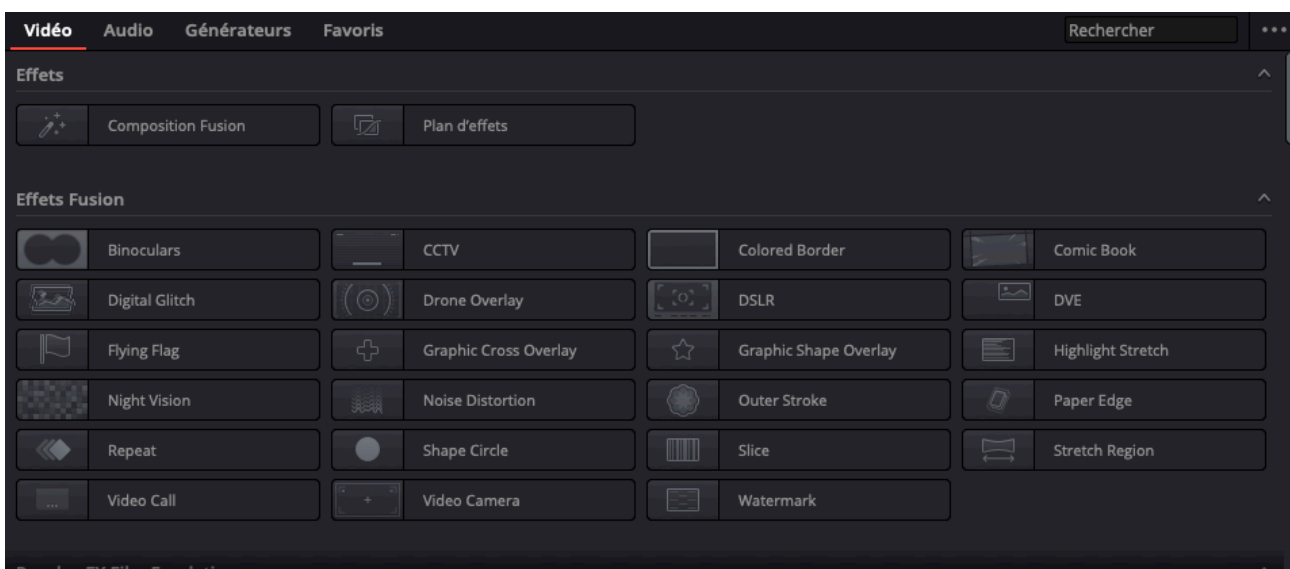 Vidéo Audio Générateurs Favoris Rechercher
Effets
Composition Fusion Plan d'effets
Effets Fusion
Binoculars CCTV Colored Border Comic Book
Digital Glitch Drone Overlay DSLR DVE
Flying Flag Graphic Cross Overlay Graphic Shape Overlay Highlight Stretch
Night Vision Noise Distortion Outer Stroke Paper Edge
Repeat Shape Circle Slice Stretch Region
Video Call Video Camera Watermark